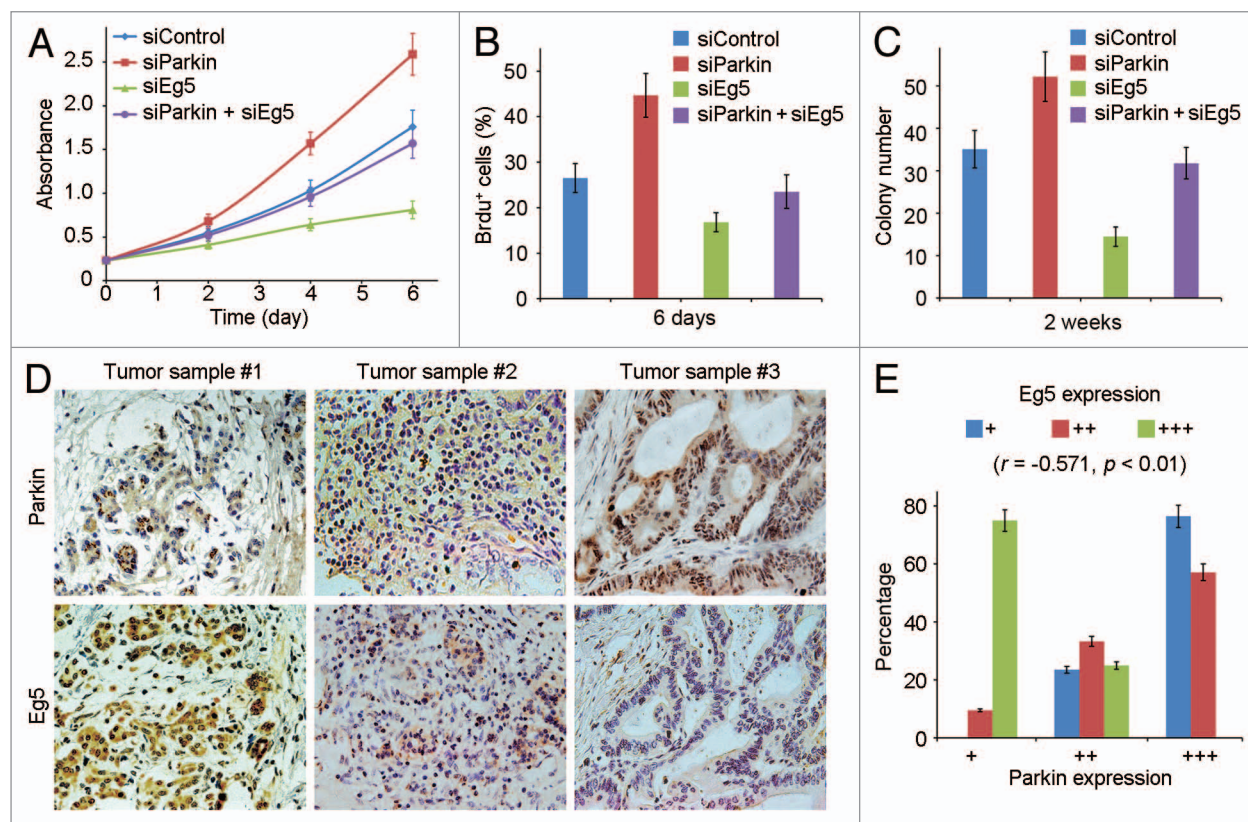 A
siControl
siParkin
siEg5
siParkin + siEg5
Absorbance
2.5
2.0
1.5
1.0
0.5
0
0 1 2 3 4 5 6
Time (day)
B
siControl
siParkin
siEg5
siParkin + siEg5
Brdu⁺ cells (%)
50
40
30
20
10
0
6 days
C
siControl
siParkin
siEg5
siParkin + siEg5
Colony number
50
40
30
20
10
0
2 weeks
D
Tumor sample #1 Tumor sample #2 Tumor sample #3
Parkin
Eg5
E
Eg5 expression
+ ++ +++
(r = -0.571, p < 0.01)
Percentage
80
60
40
20
0
+ ++ +++
Parkin expression